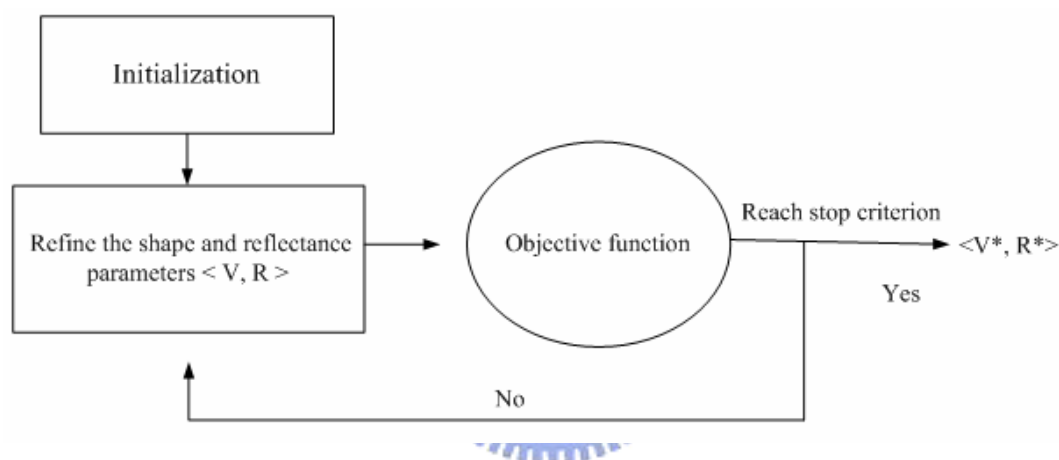 Initialization
Refine the shape and reflectance
parameters < V, R >
Objective function
Reach stop criterion
<V*, R*>
Yes
No